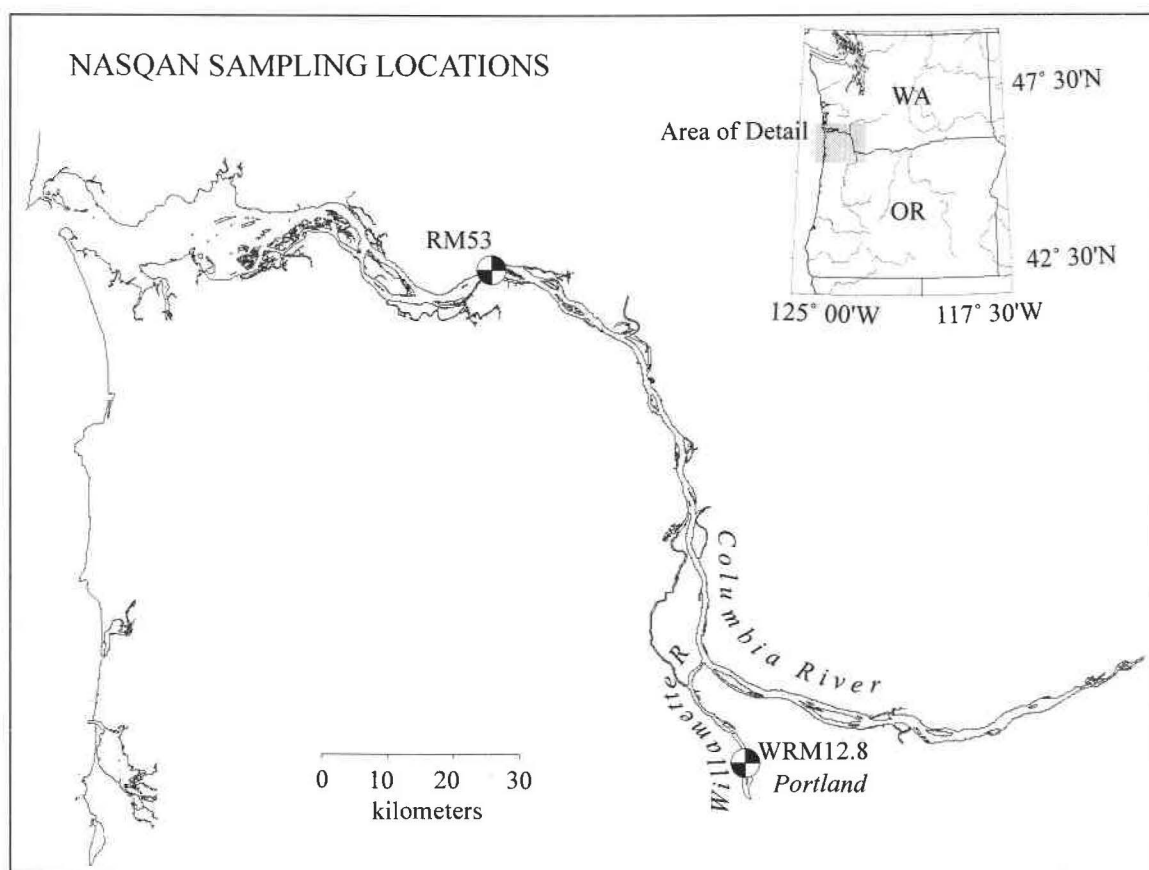 NASQAN SAMPLING LOCATIONS
47° 30'N
WA
Area of Detail
OR
42° 30'N
125° 00'W
117° 30'W
RM53
Columbia River
Willamette R
WRM12.8
Portland
0 10 20 30
kilometers